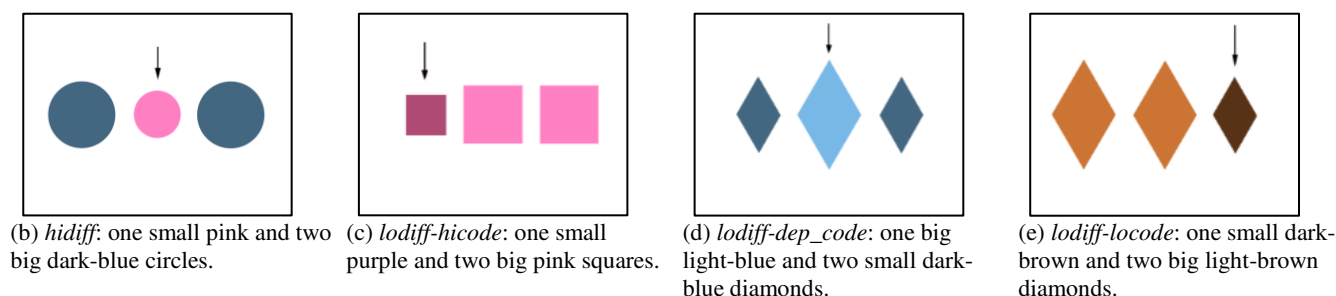 (b) hidiff: one small pink and two
big dark-blue circles.
(c) lodiff-hicode: one small
purple and two big pink squares.
(d) lodiff-dep_code: one big
light-blue and two small dark-
blue diamonds.
(e) lodiff-locode: one small dark-
brown and two big light-brown
diamonds.